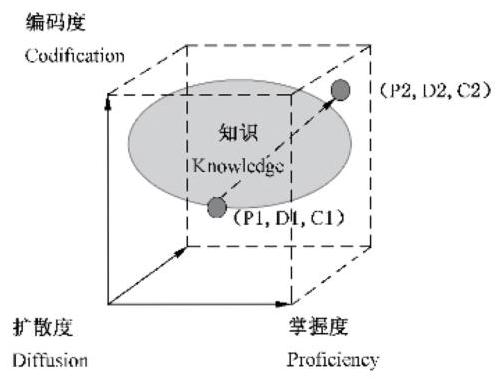 编码度
Codification
(P2, D2, C2)
知识
Knowledge
(P1, D1, C1)
扩散度
Diffusion
掌握度
Proficiency